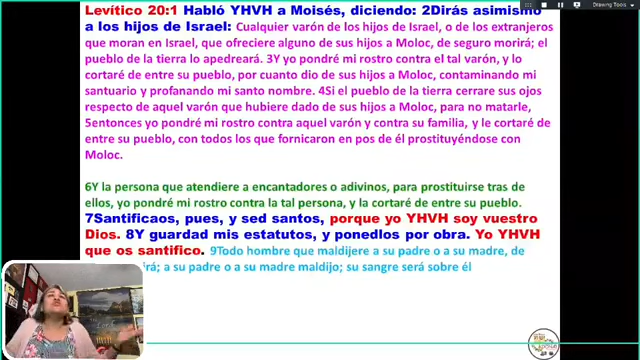 Drawing Tools
Levítico 20:1 Habló YHVH a Moisés, diciendo: 2Dirás asimismo
a los hijos de Israel: Cualquier varón de los hijos de Israel, o de los extranjeros
que moran en Israel, que ofreciere alguno de sus hijos a Moloc, de seguro morirá; el
pueblo de la tierra lo apedreará. 3Y yo pondré mi rostro contra el tal varón, y lo
cortaré de entre su pueblo, por cuanto dio de sus hijos a Moloc, contaminando mi
santuario y profanando mi santo nombre. 4Si el pueblo de la tierra cerrare sus ojos
respecto de aquel varón que hubiere dado de sus hijos a Moloc, para no matarle,
5entonces yo pondré mi rostro contra aquel varón y contra su familia, y le cortaré de
entre su pueblo, con todos los que fornicaron en pos de él prostituyéndose con
Moloc.
6Y la persona que atendiere a encantadores o adivinos, para prostituirse tras de
ellos, yo pondré mi rostro contra la tal persona, y la cortaré de entre su pueblo.
7Santificaos, pues, y sed santos, porque yo YHVH soy vuestro
Dios. 8Y guardad mis estatutos, y ponedlos por obra. Yo YHVH
que os santifico. 9Todo hombre que maldijere a su padre o a su madre, de
irá; a su padre o a su madre maldijo; su sangre será sobre él